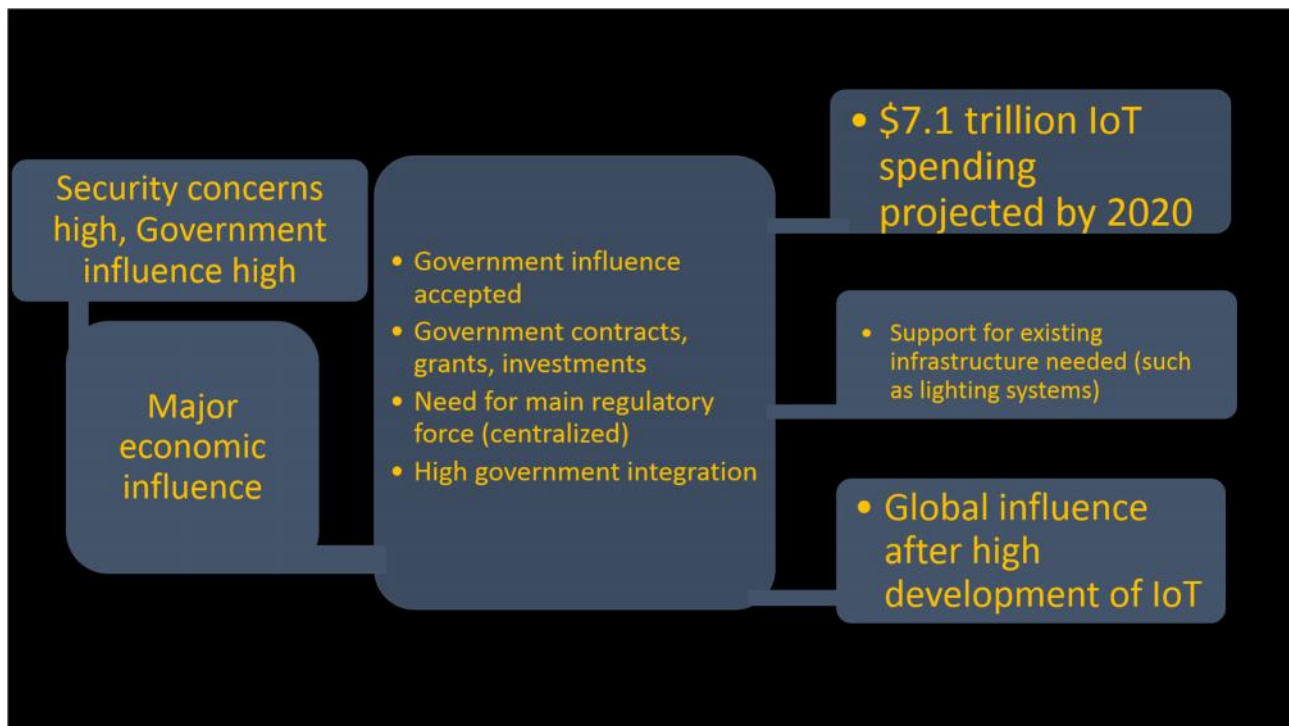 Security concerns
high, Government
influence high
Major
economic
influence
• Government influence
accepted
• Government contracts,
grants, investments
• Need for main regulatory
force (centralized)
• High government integration
• $7.1 trillion IoT
spending
projected by 2020
• Support for existing
infrastructure needed (such
as lighting systems)
• Global influence
after high
development of IoT